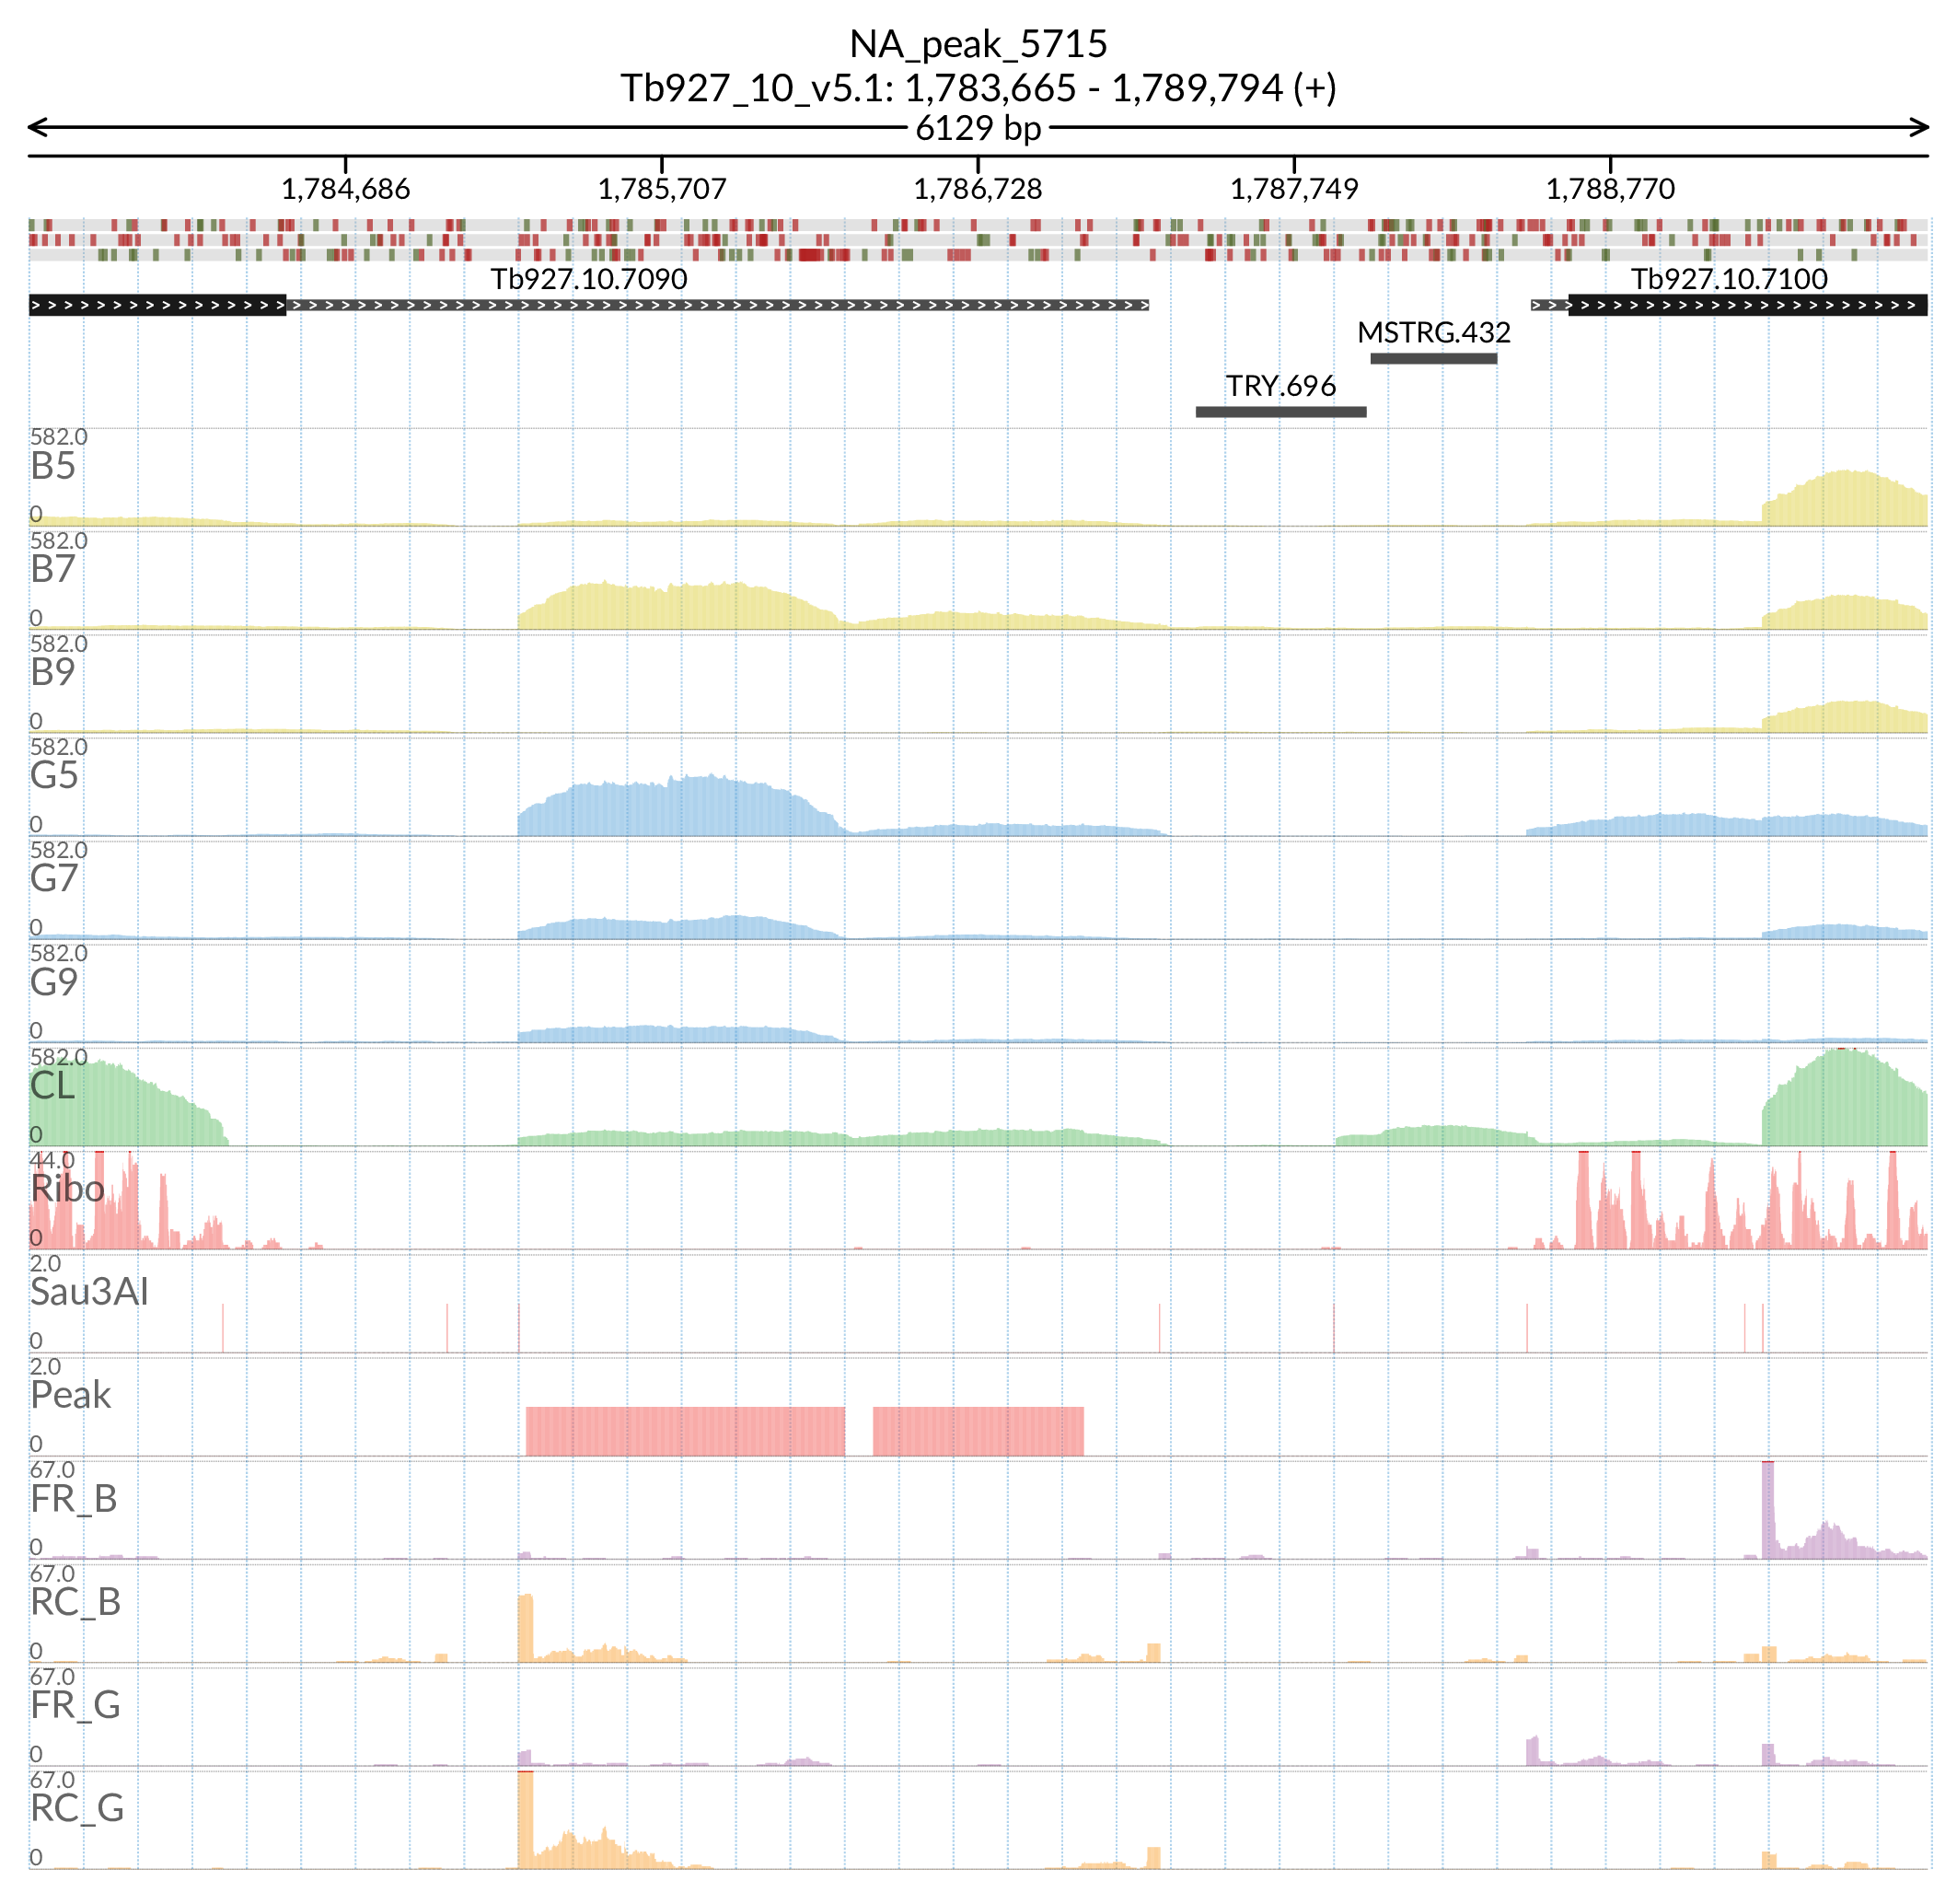 NA_peak_5715
Tb927_10_v5.1: 1,783,665 - 1,789,794 (+)
6129 bp
1,784,686 1,785,707 1,786,728 1,787,749 1,788,770
Tb927.10.7090 Tb927.10.7100
MSTRG.432
TRY.696
582.0
B5
0
582.0
B7
0
582.0
B9
0
582.0
G5
0
582.0
G7
0
582.0
G9
0
582.0
CL
0
44.0
Ribo
0
2.0
Sau3AI
0
2.0
Peak
0
67.0
FR_B
0
67.0
RC_B
0
67.0
FR_G
0
67.0
RC_G
0